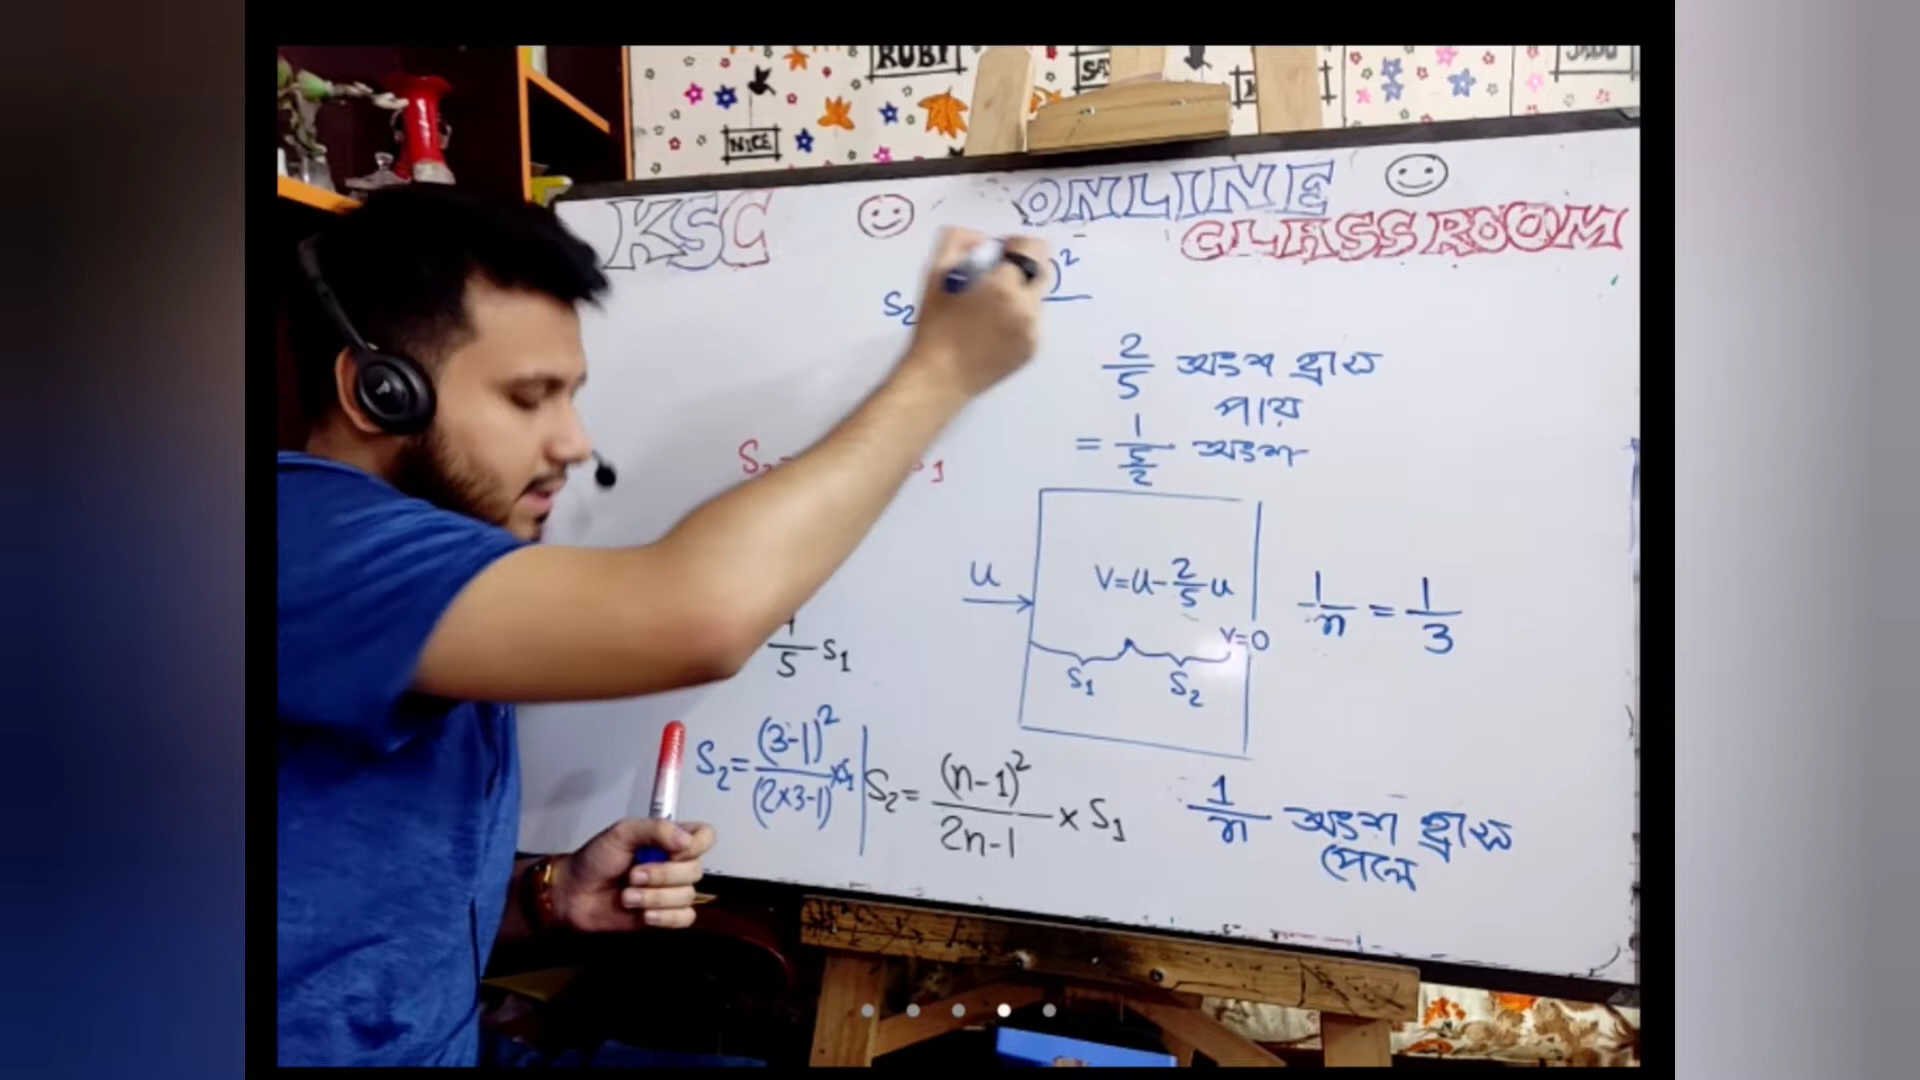 RUBY
NICE
KSC
ONLINE
CLASSROOM
)²
S₂
2/5 অংশ হ্রাস
পায়
= 1/(5/2) অংশ
u
V=u-2/5u
V=0
S₁
S₂
1/n = 1/3
/5 S₁
S₂=(3-1)²/(2×3-1)×S₁
S₂=(n-1)²/2n-1 × S₁
1/n অংশ হ্রাস
পেলে